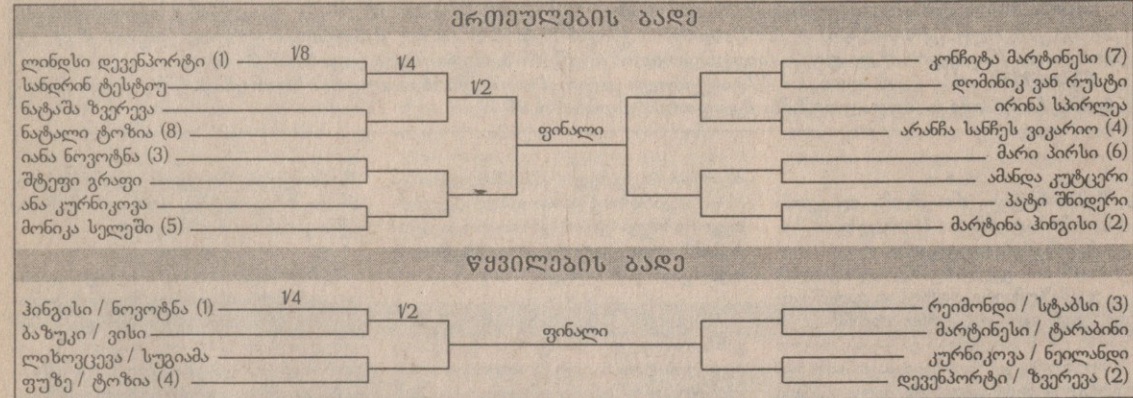 ერთეულების ბადე
ლინდსი დევენპორტი (1) 1/8 1/4 კონჩიტა მარტინესი (7)
სანდრინ ტესტიუ 1/2 დომინიკ ვან რუსტი
ნატაშა ზვერევა ირინა სპირლეა
ნატალი ტოზია (8) ფინალი არანჩა სანჩეს ვიკარიო (4)
იანა ნოვოტნა (3) მარი პირსი (6)
შტეფი გრაფი ამანდა კუტცერი
ანა კურნიკოვა პატი შნიდერი
მონიკა სელეში (5) მარტინა ჰინგისი (2)
წყვილების ბადე
ჰინგისი / ნოვოტნა (1) 1/4 1/2 რეიმონდი / სტაბსი (3)
ბაზუკი / ვისი ფინალი მარტინესი / ტარაბინი
ლიხოვცევა / სუგიამა კურნიკოვა / ნეილანდი
ფუზე / ტოზია (4) დევენპორტი / ზვერევა (2)